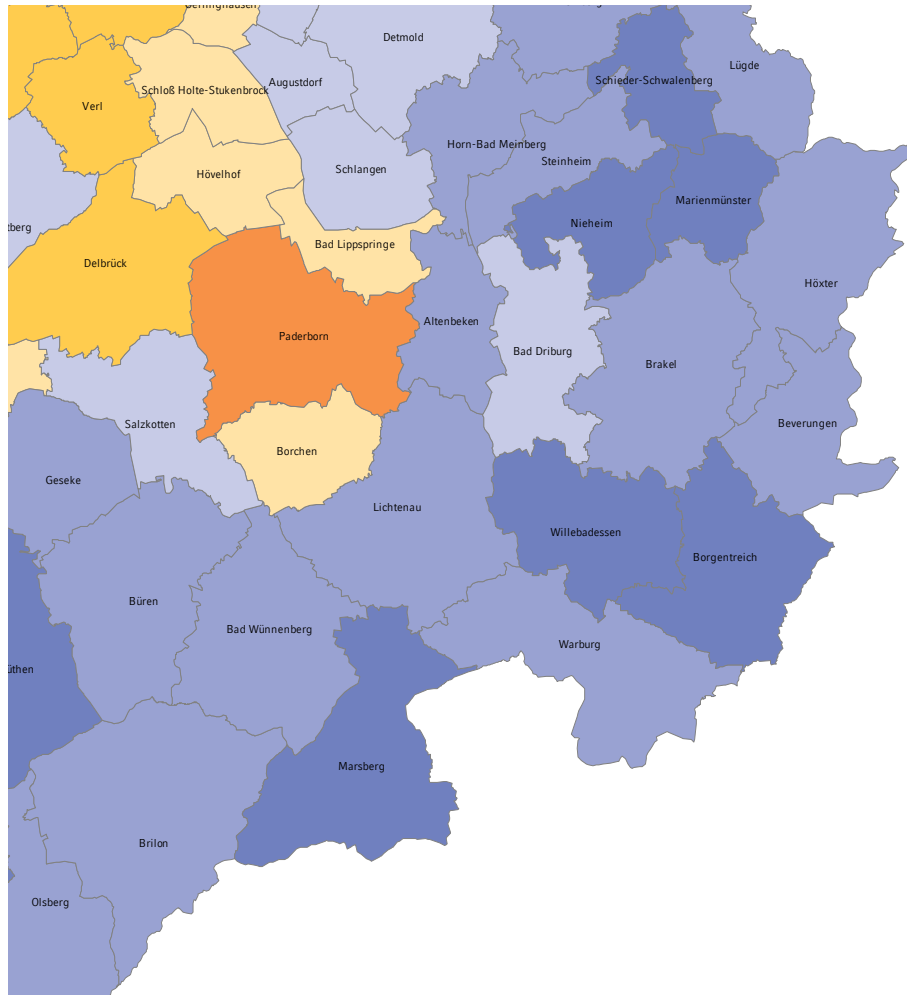 Detmold
Lügde
Schieder-Schwalenberg
Augustdorf
Schloß Holte-Stukenbrock
Verl
Horn-Bad Meinberg
Steinheim
Schlangen
Hövelhof
Marienmünster
Nieheim
zberg
Bad Lippspringe
Delbrück
Höxter
Altenbeken
Paderborn
Bad Driburg
Brakel
Salzkotten
Beverungen
Borchen
Geseke
Lichtenau
Willebadessen
Borgentreich
Büren
Bad Wünnenberg
Warburg
üthen
Marsberg
Brilon
Olsberg